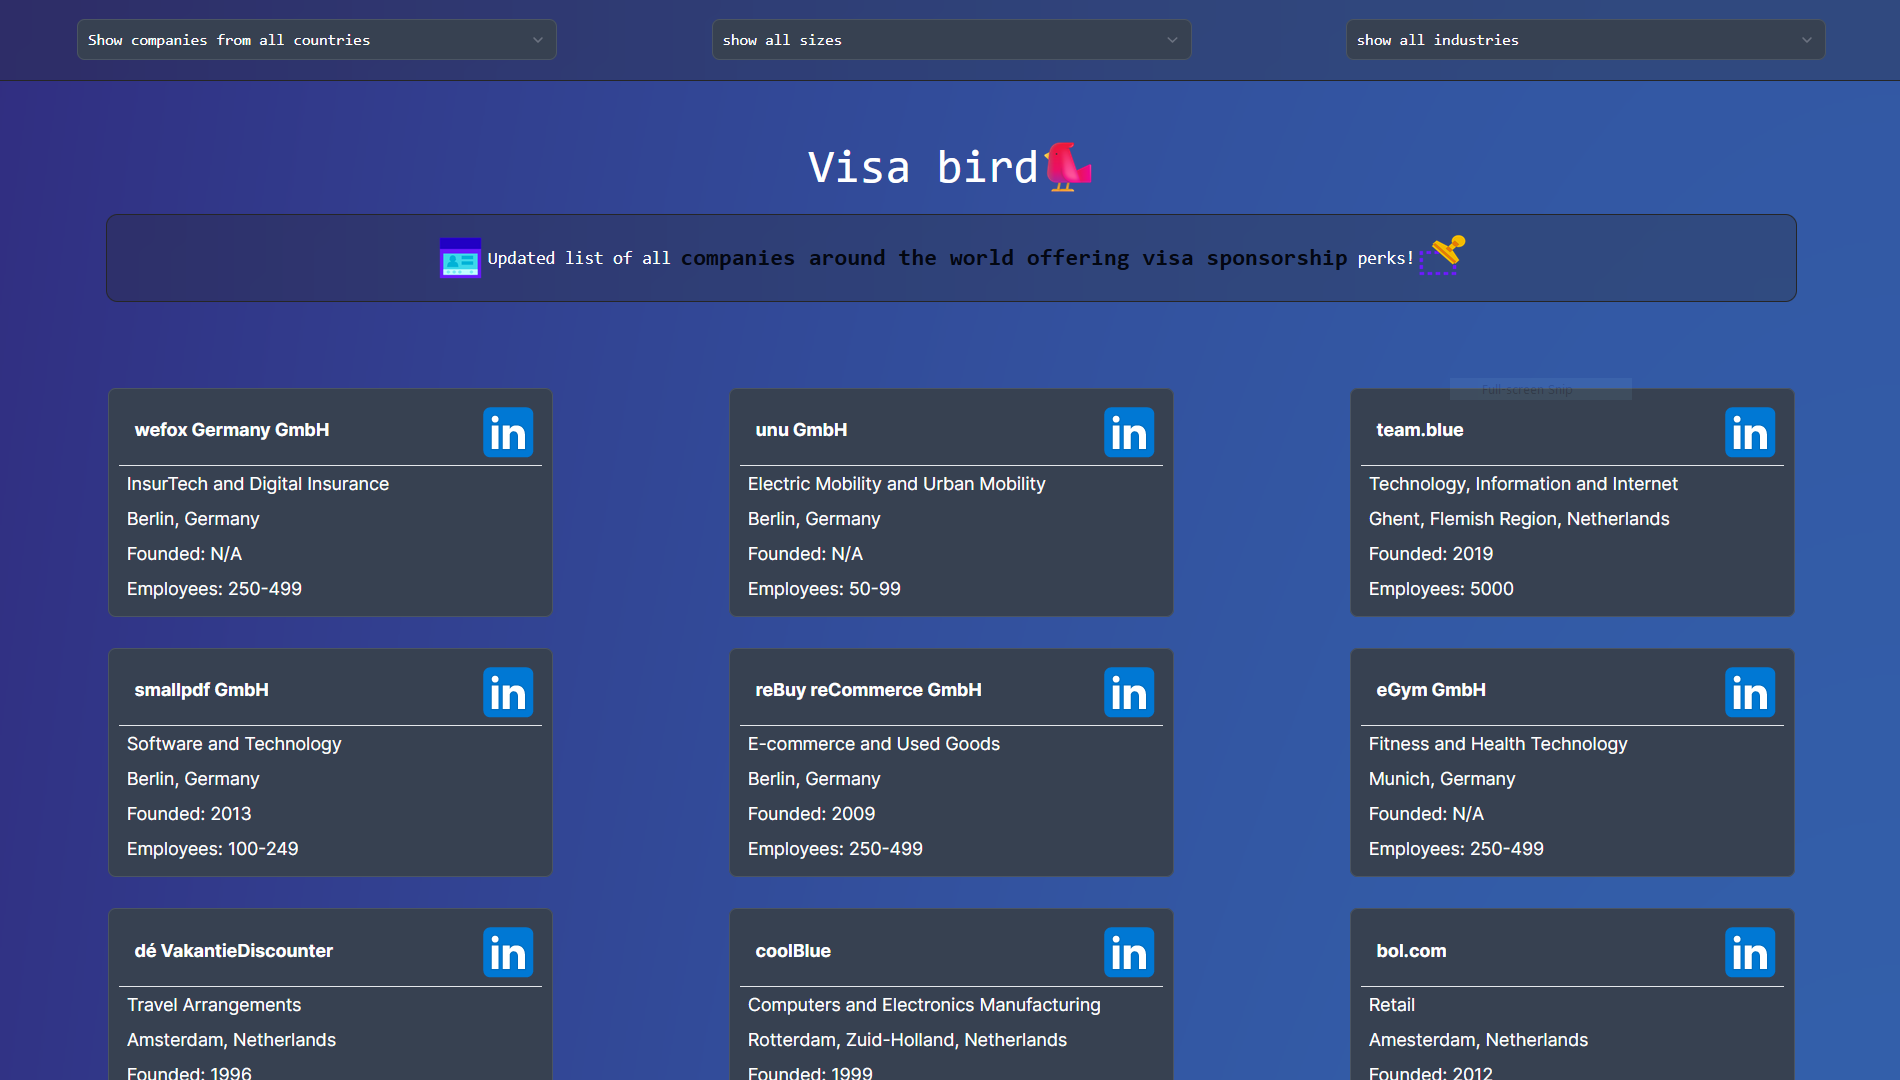 Show companies from all countries
show all sizes
show all industries
Visa bird
Updated list of all companies around the world offering visa sponsorship perks!
Full-screen Snip
wefox Germany GmbH
in
InsurTech and Digital Insurance
Berlin, Germany
Founded: N/A
Employees: 250-499
unu GmbH
in
Electric Mobility and Urban Mobility
Berlin, Germany
Founded: N/A
Employees: 50-99
team.blue
in
Technology, Information and Internet
Ghent, Flemish Region, Netherlands
Founded: 2019
Employees: 5000
smallpdf GmbH
in
Software and Technology
Berlin, Germany
Founded: 2013
Employees: 100-249
reBuy reCommerce GmbH
in
E-commerce and Used Goods
Berlin, Germany
Founded: 2009
Employees: 250-499
eGym GmbH
in
Fitness and Health Technology
Munich, Germany
Founded: N/A
Employees: 250-499
dé VakantieDiscounter
in
Travel Arrangements
Amsterdam, Netherlands
Founded: 1996
coolBlue
in
Computers and Electronics Manufacturing
Rotterdam, Zuid-Holland, Netherlands
Founded: 1999
bol.com
in
Retail
Amesterdam, Netherlands
Founded: 2012